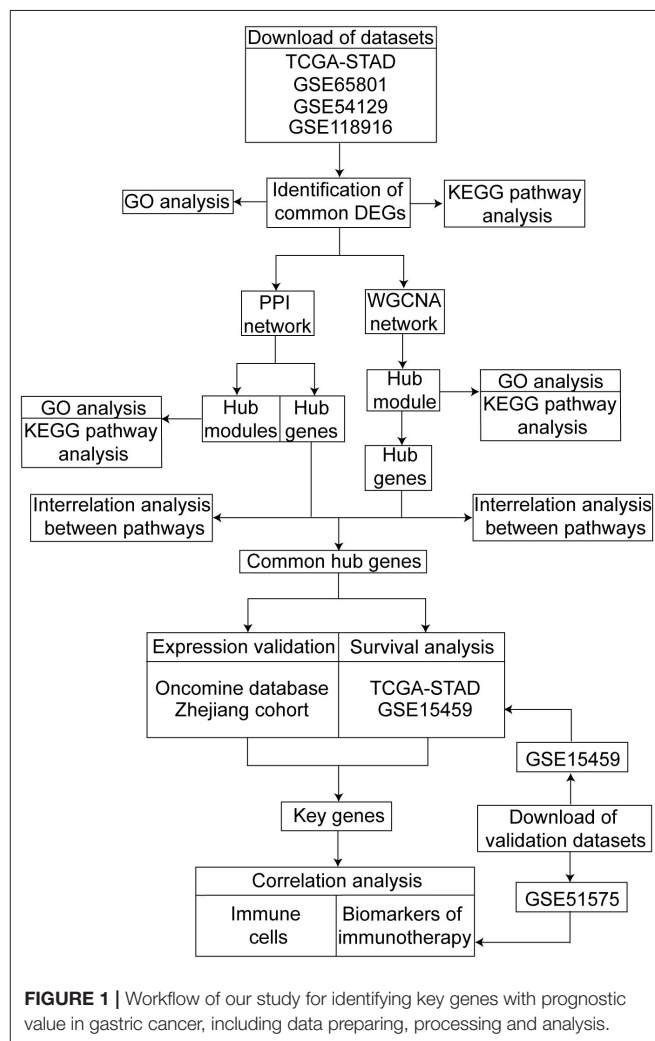 Download of datasets
TCGA-STAD
GSE65801
GSE54129
GSE118916
GO analysis
Identification of
common DEGs
KEGG pathway
analysis
PPI
network
WGCNA
network
Hub
modules
Hub
genes
GO analysis
KEGG pathway
analysis
Hub
module
GO analysis
KEGG pathway
analysis
Hub
genes
Interrelation analysis
between pathways
Interrelation analysis
between pathways
Common hub genes
Expression validation
Oncomine database
Zhejiang cohort
Survival analysis
TCGA-STAD
GSE15459
GSE15459
Download of
validation datasets
GSE51575
Key genes
Correlation analysis
Immune
cells
Biomarkers of
immunotherapy
FIGURE 1 | Workflow of our study for identifying key genes with prognostic
value in gastric cancer, including data preparing, processing and analysis.